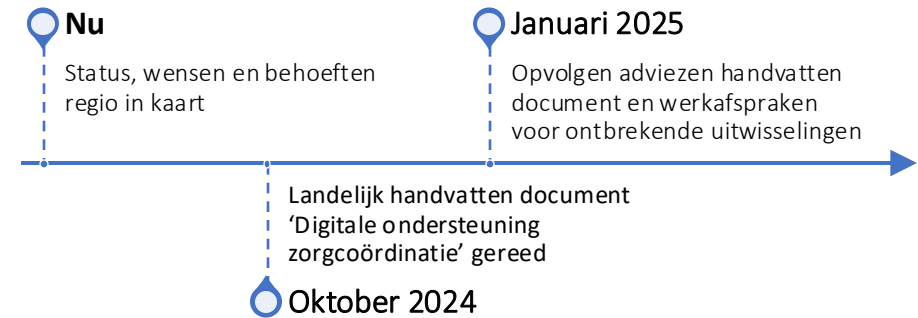 Nu
Status, wensen en behoeften
regio in kaart
Januari 2025
Opvolgen adviezen handvatten
document en werkafspraken
voor ontbrekende uitwisselingen
Landelijk handvatten document
‘Digitale ondersteuning
zorgcoördinatie’ gereed
Oktober 2024